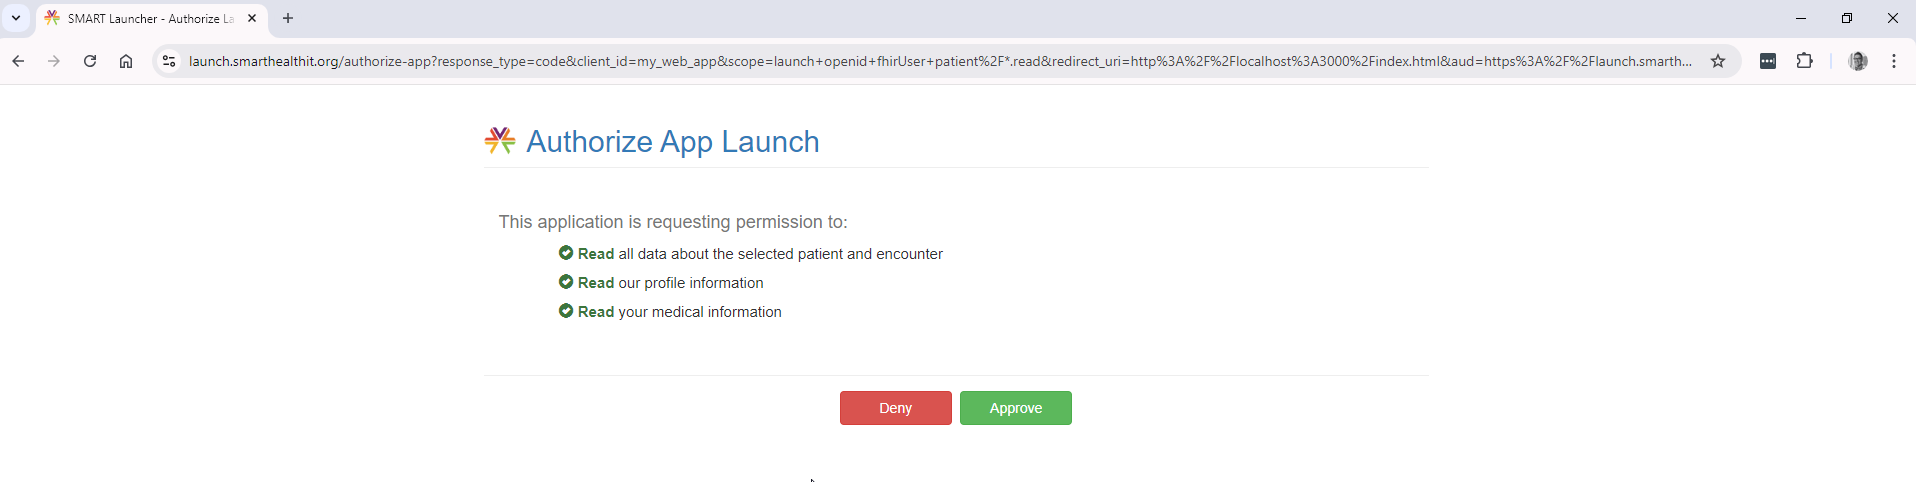 SMART Launcher - Authorize La
launch.smarthealthit.org/authorize-app?response_type=code&client_id=my_web_app&scope=launch+openid+fhirUser+patient%2F*.read&redirect_uri=http%3A%2F%2Flocalhost%3A3000%2Findex.html&aud=https%3A%2F%2Flaunch.smarth...
Authorize App Launch
This application is requesting permission to:
Read all data about the selected patient and encounter
Read our profile information
Read your medical information
Deny Approve